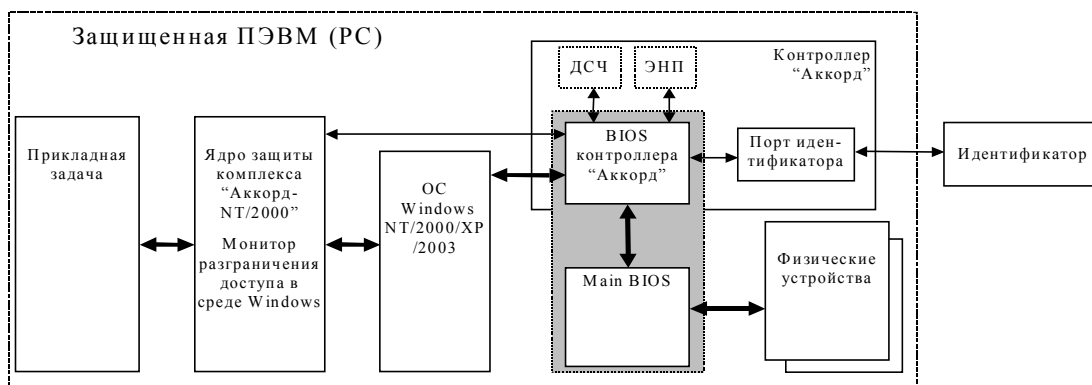 Защищенная ПЭВМ (РС)
Контроллер
“Аккорд”
ДСЧ
ЭНП
BIOS
контроллера
“Аккорд”
Порт иден-
тификатора
Идентификатор
Прикладная
задача
Ядро защиты
комплекса
“Аккорд-
NT/2000”
Монитор
разграничения
доступа в
среде Windows
ОС
Windows
NT/2000/XP
/2003
Main BIOS
Физические
устройства